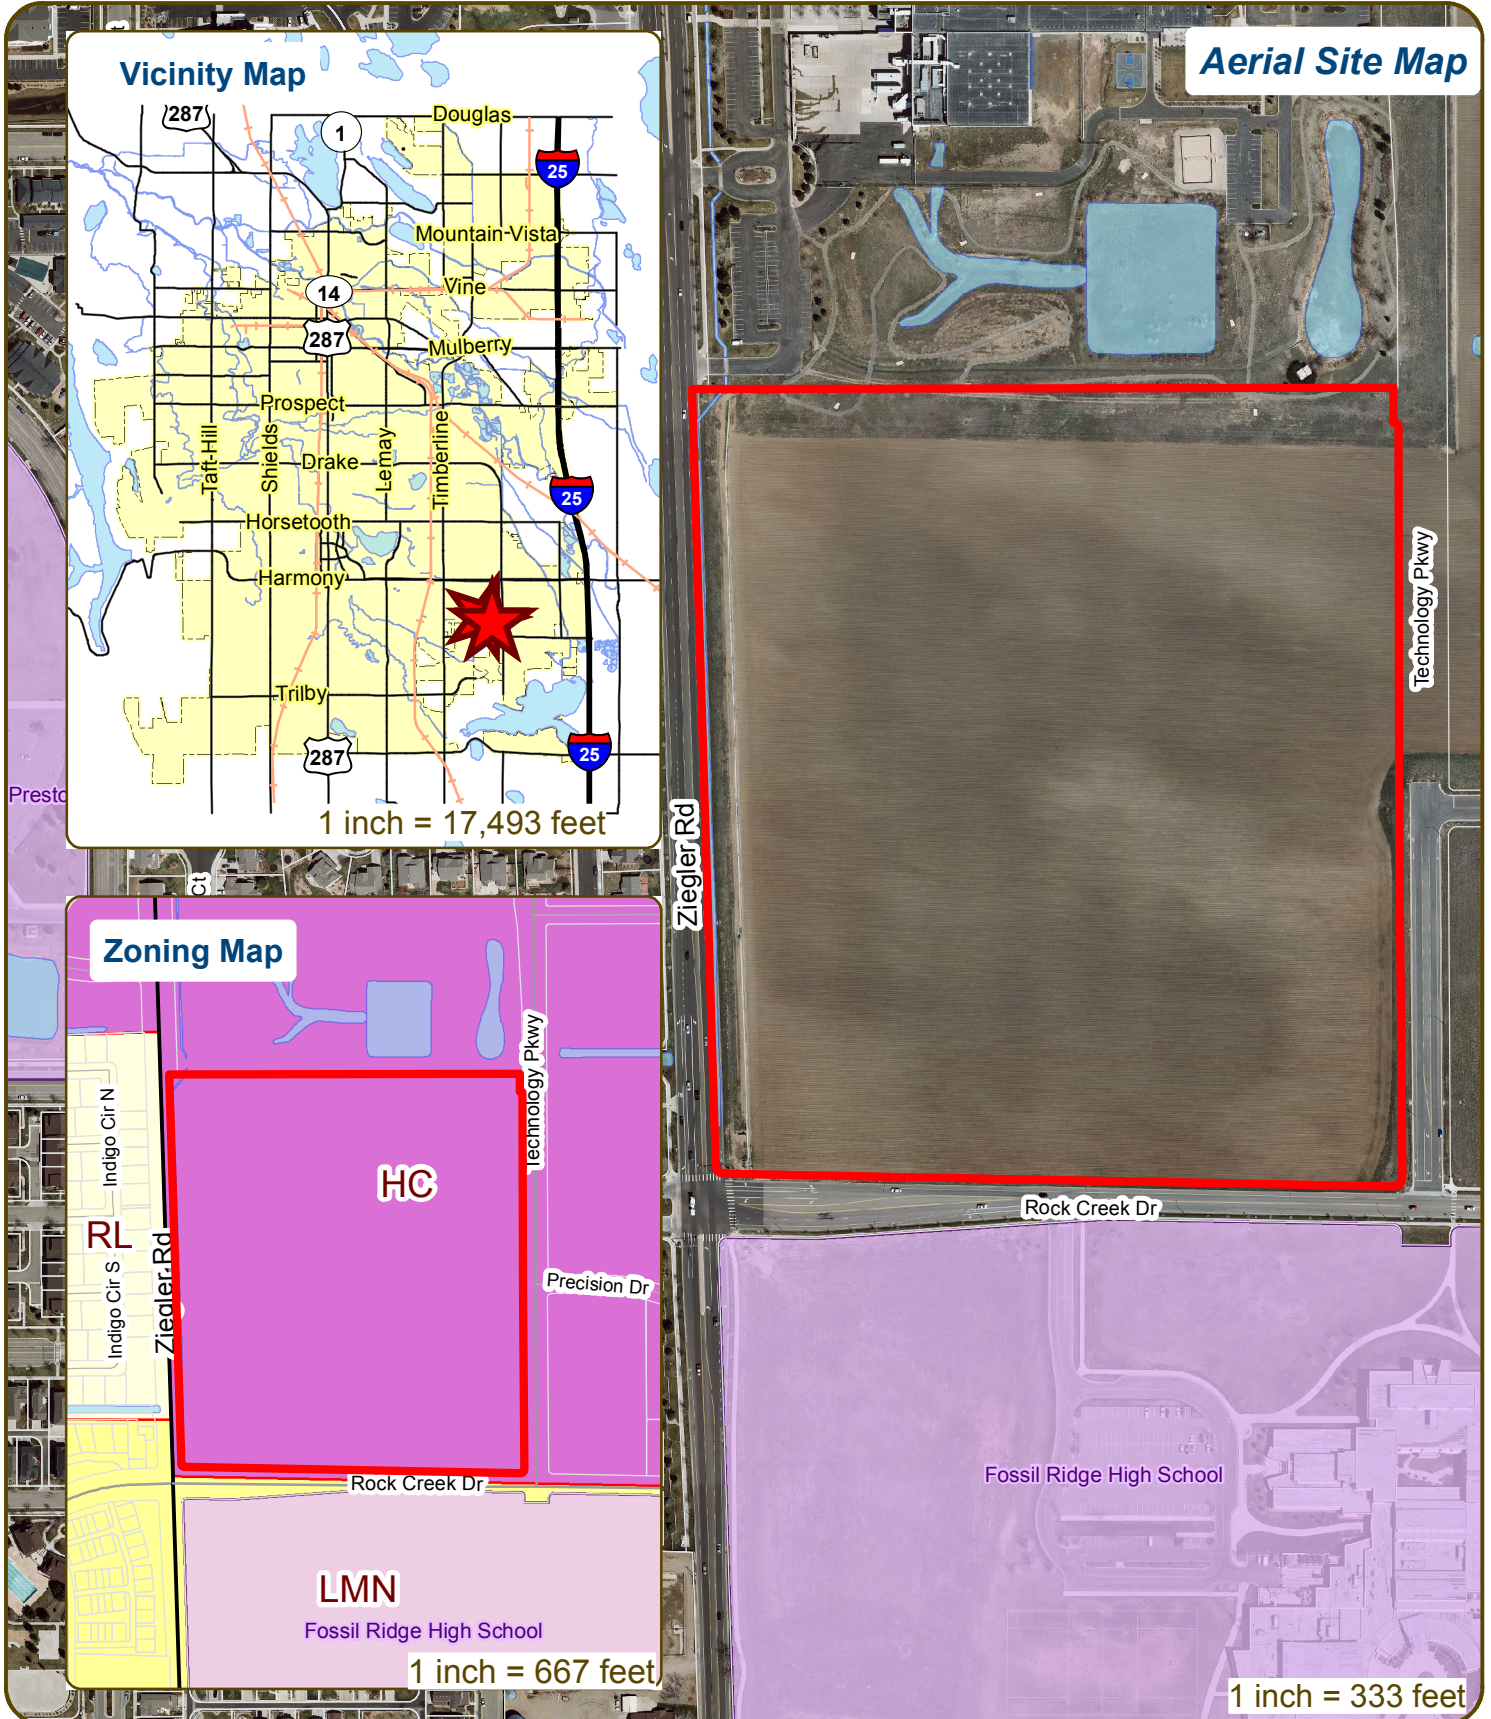 Aerial Site Map
Vicinity Map
287
1
Douglas
25
Mountain Vista
Vine
14
287
Mulberry
Prospect
Taft Hill
Shields
Drake
Lemay
Timberline
25
Horsetooth
Harmony
Trilby
287
25
1 inch = 17,493 feet
Presto
Ct
Ziegler Rd
Technology Pkwy
Rock Creek Dr
Fossil Ridge High School
1 inch = 333 feet
Zoning Map
Technology Pkwy
Indigo Cir N
HC
RL
Ziegler Rd
Indigo Cir S
Precision Dr
Rock Creek Dr
LMN
Fossil Ridge High School
1 inch = 667 feet